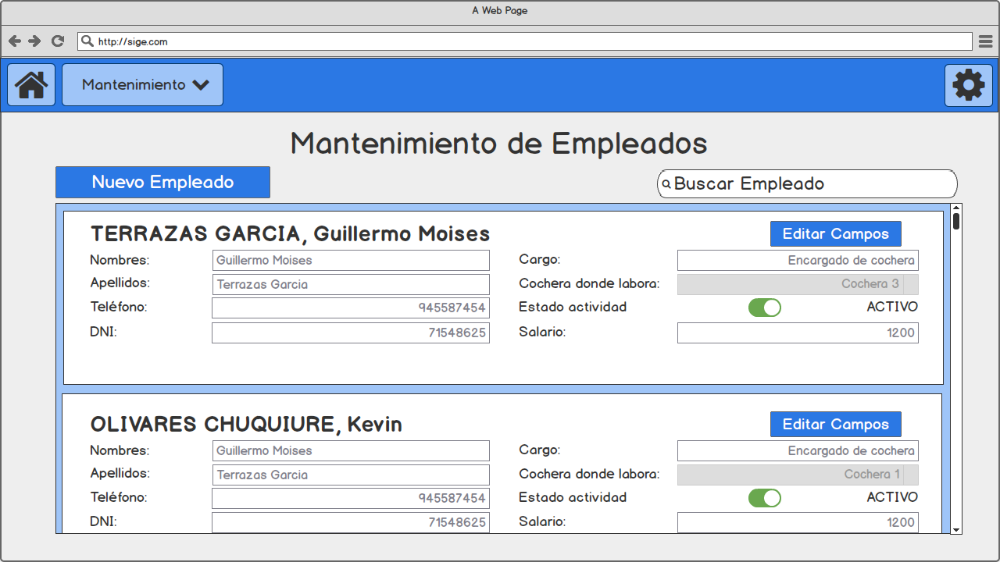 A Web Page
http://sige.com
Mantenimiento
Mantenimiento de Empleados
Nuevo Empleado
Buscar Empleado
TERRAZAS GARCIA, Guillermo Moises
Editar Campos
Nombres: Guillermo Moises Cargo: Encargado de cochera
Apellidos: Terrazas Garcia Cochera donde labora: Cochera 3
Teléfono: 945587454 Estado actividad ACTIVO
DNI: 71548625 Salario: 1200
OLIVARES CHUQUIURE, Kevin
Editar Campos
Nombres: Guillermo Moises Cargo: Encargado de cochera
Apellidos: Terrazas Garcia Cochera donde labora: Cochera 1
Teléfono: 945587454 Estado actividad ACTIVO
DNI: 71548625 Salario: 1200